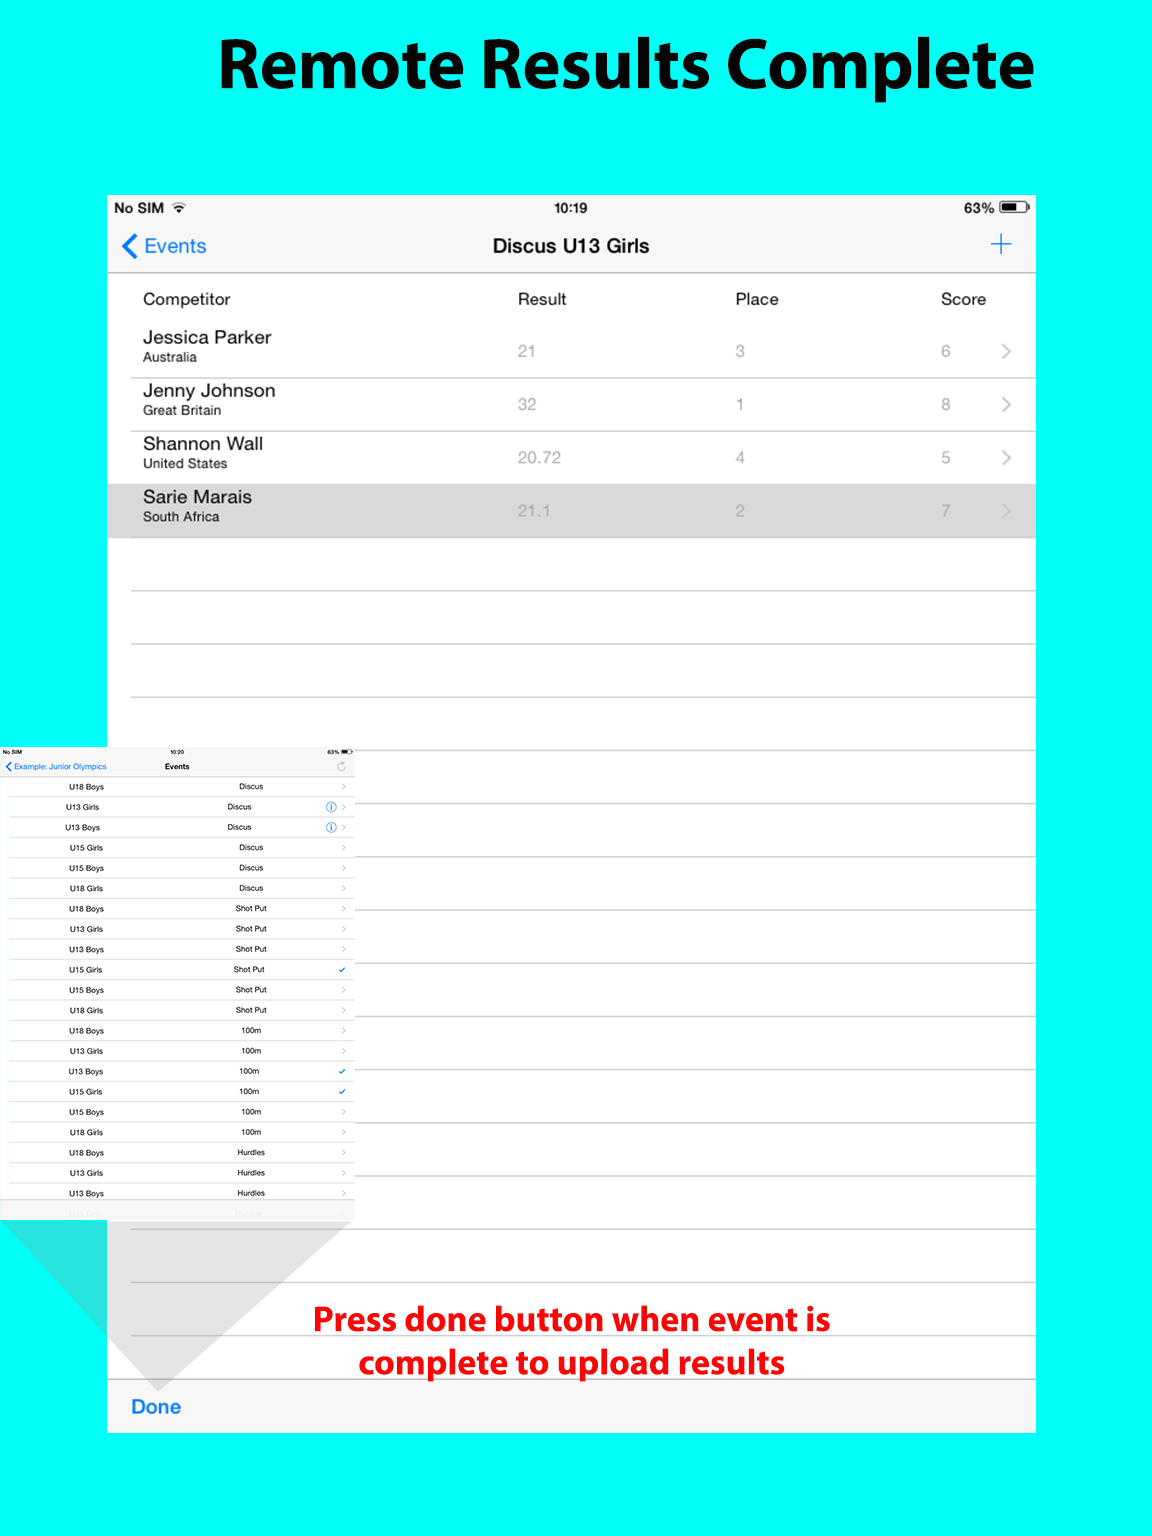 Remote Results Complete
No SIM 10:19 63%
Events Discus U13 Girls +
Competitor Result Place Score
Jessica Parker
Australia 21 3 6
Jenny Johnson
Great Britain 32 1 8
Shannon Wall
United States 20.72 4 5
Sarie Marais
South Africa 21.1 2 7
No SIM 10:20 63%
Example: Junior Olympics Events
U18 Boys Discus
U13 Girls Discus
U13 Boys Discus
U15 Girls Discus
U15 Boys Discus
U18 Girls Discus
U18 Boys Shot Put
U13 Girls Shot Put
U13 Boys Shot Put
U15 Girls Shot Put
U15 Boys Shot Put
U18 Girls Shot Put
U18 Boys 100m
U13 Girls 100m
U13 Boys 100m
U15 Girls 100m
U15 Boys 100m
U18 Girls 100m
U18 Boys Hurdles
U13 Girls Hurdles
U13 Boys Hurdles
Press done button when event is
complete to upload results
Done